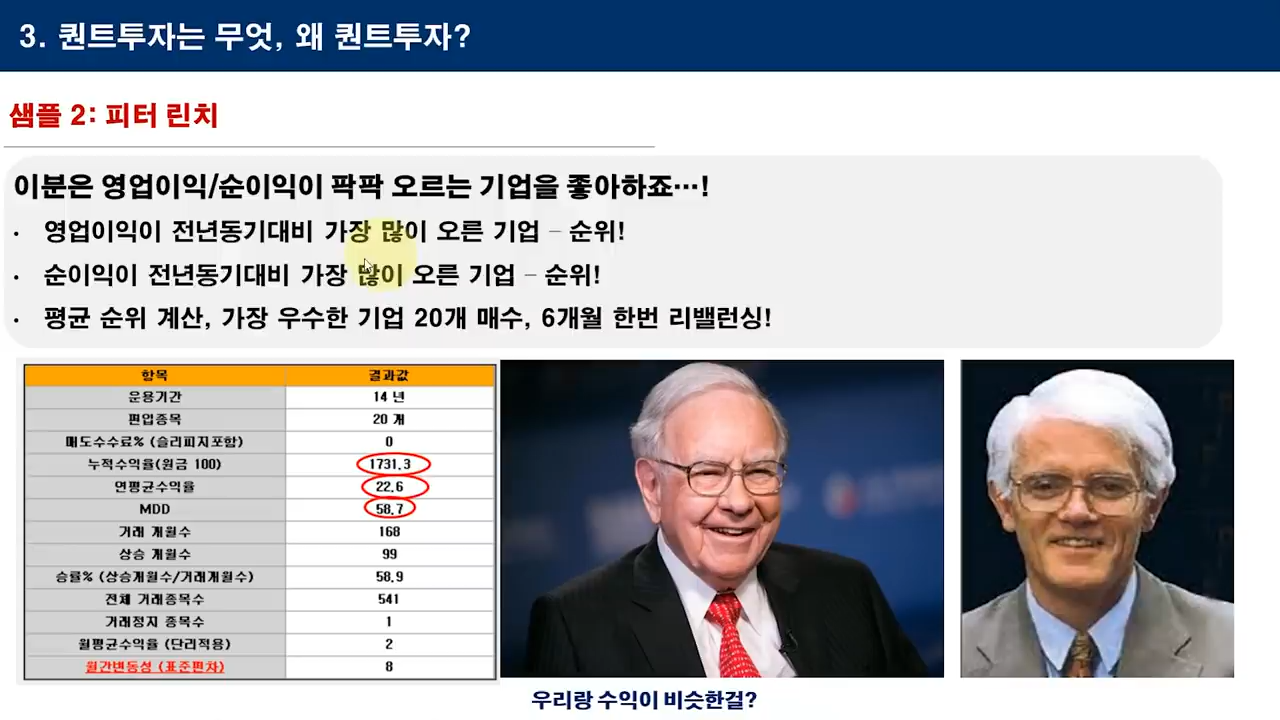 3. 퀀트투자는 무엇, 왜 퀀트투자?
샘플 2: 피터 린치
이분은 영업이익/순이익이 팍팍 오르는 기업을 좋아하죠…!
• 영업이익이 전년동기대비 가장 많이 오른 기업 – 순위!
• 순이익이 전년동기대비 가장 많이 오른 기업 – 순위!
• 평균 순위 계산, 가장 우수한 기업 20개 매수, 6개월 한번 리밸런싱!
항목 결과값
운용기간 14 년
편입종목 20 개
매도수수료% (슬리피지포함) 0
누적수익율(원금 100) 1731.3
연평균수익율 22.6
MDD 58.7
거래 개월수 168
상승 개월수 99
승률% (상승개월수/거래개월수) 58.9
전체 거래종목수 541
거래정지 종목수 1
월평균수익율 (단리적용) 2
월간변동성 (표준편차) 8
우리랑 수익이 비슷한걸?